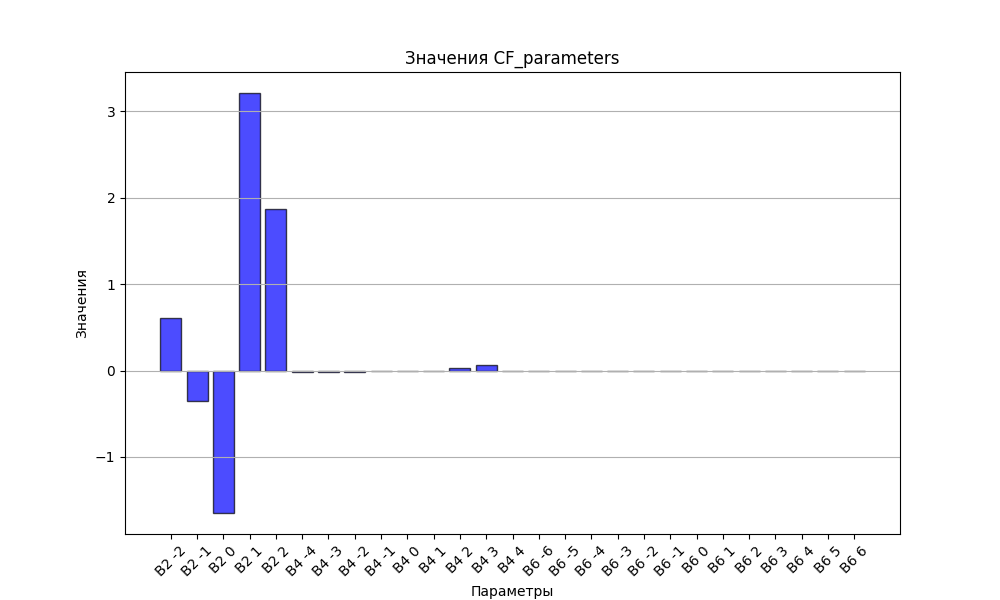 Значения CF_parameters
Значения
3
2
1
0
−1
B2 -2
B2 -1
B2 0
B2 1
B2 2
B4 -4
B4 -3
B4 -2
B4 -1
B4 0
B4 1
B4 2
B4 3
B4 4
B6 -6
B6 -5
B6 -4
B6 -3
B6 -2
B6 -1
B6 0
B6 1
B6 2
B6 3
B6 4
B6 5
B6 6
Параметры